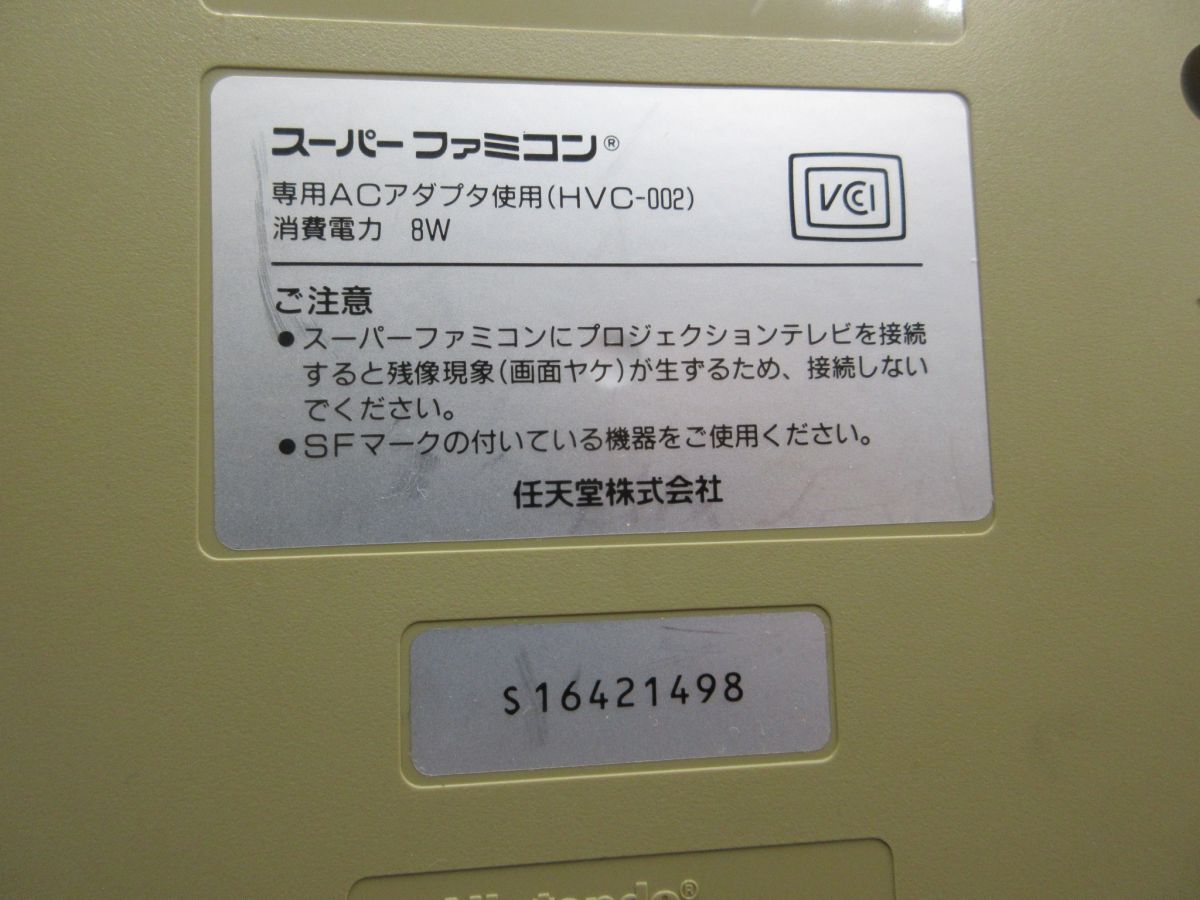 スーパーファミコン®
専用ACアダプタ使用(HVC-002)
消費電力 8W
VCCI
ご注意
●スーパーファミコンにプロジェクションテレビを接続
すると残像現象(画面ヤケ)が生ずるため、接続しない
でください。
●SFマークの付いている機器をご使用ください。
任天堂株式会社
S16421498
Nintendo®